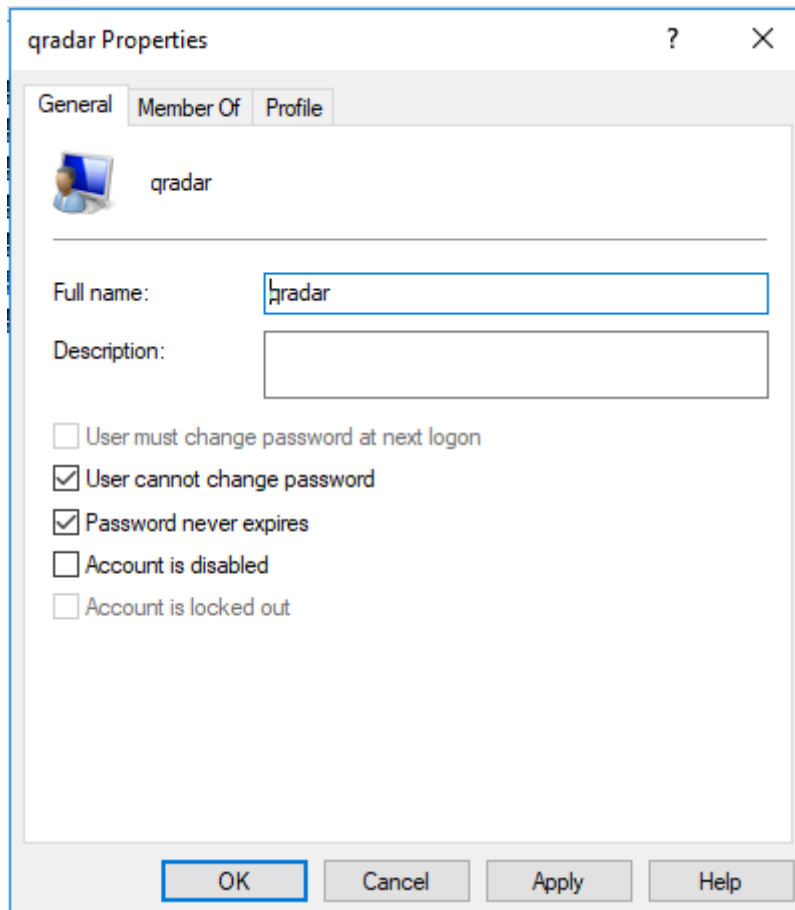 qradar Properties ?
General Member Of Profile
qradar
Full name: qradar
Description:
User must change password at next logon
User cannot change password
Password never expires
Account is disabled
Account is locked out
OK Cancel Apply Help